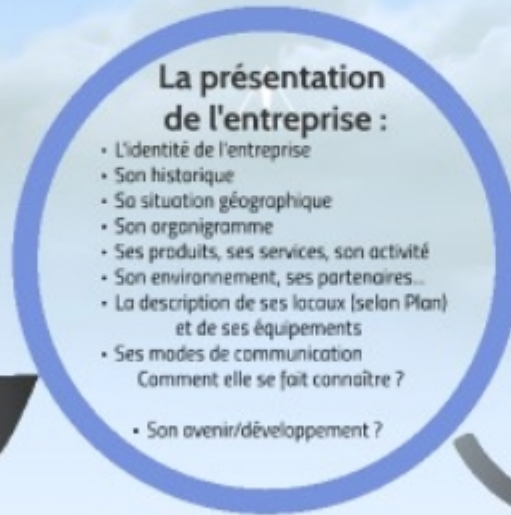 La présentation
de l'entreprise :
• L'identité de l'entreprise
• Son historique
• Sa situation géographique
• Son organigramme
• Ses produits, ses services, son activité
• Son environnement, ses partenaires...
• La description de ses locaux (selon Plan)
et de ses équipements
• Ses modes de communication
Comment elle se fait connaître ?
• Son avenir/développement ?